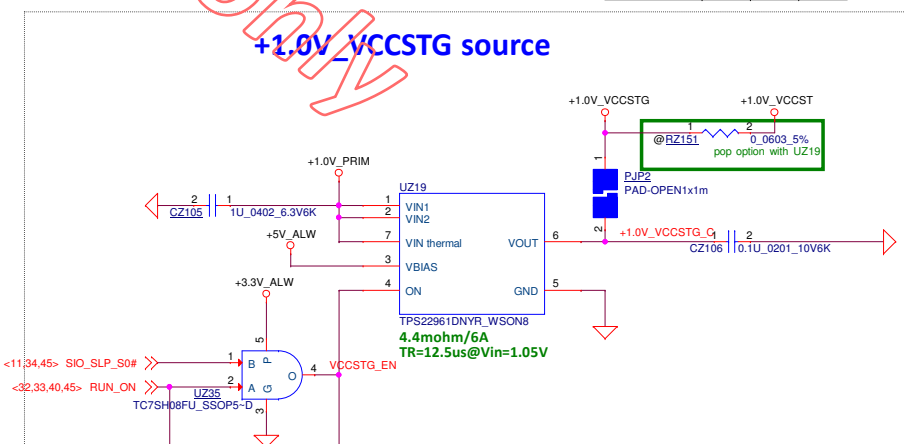 only
+1.0V_VCCSTG source
+1.0V_VCCSTG
+1.0V_VCCST
1
2
@RZ151
0_0603_5%
pop option with UZ19
+1.0V_PRIM
1
PJP2
PAD-OPEN1x1m
2
UZ19
2
1
CZ105
1U_0402_6.3V6K
1
VIN1
2
VIN2
+5V_ALW
7
VIN thermal
VOUT
6
+1.0V_VCCSTG_C
1
2
CZ106
0.1U_0201_10V6K
3
VBIAS
+3.3V_ALW
4
ON
GND
5
TPS22961DNYR_WSON8
4.4mohm/6A
TR=12.5us@Vin=1.05V
5
<11,34,45> SIO_SLP_S0#
1
B
P
O
4
VCCSTG_EN
<32,33,40,45> RUN_ON
2
A
G
UZ35
TC7SH08FU_SSOP5~D
3